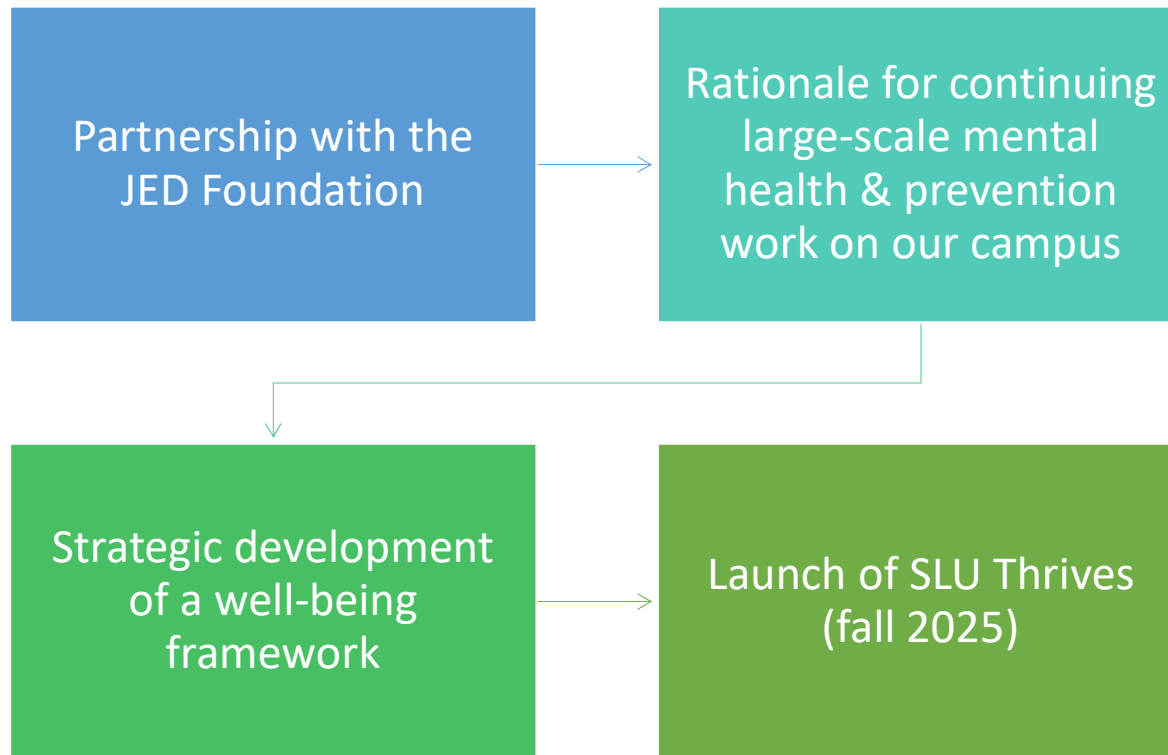 Partnership with the
JED Foundation
Rationale for continuing
large-scale mental
health & prevention
work on our campus
Strategic development
of a well-being
framework
Launch of SLU Thrives
(fall 2025)